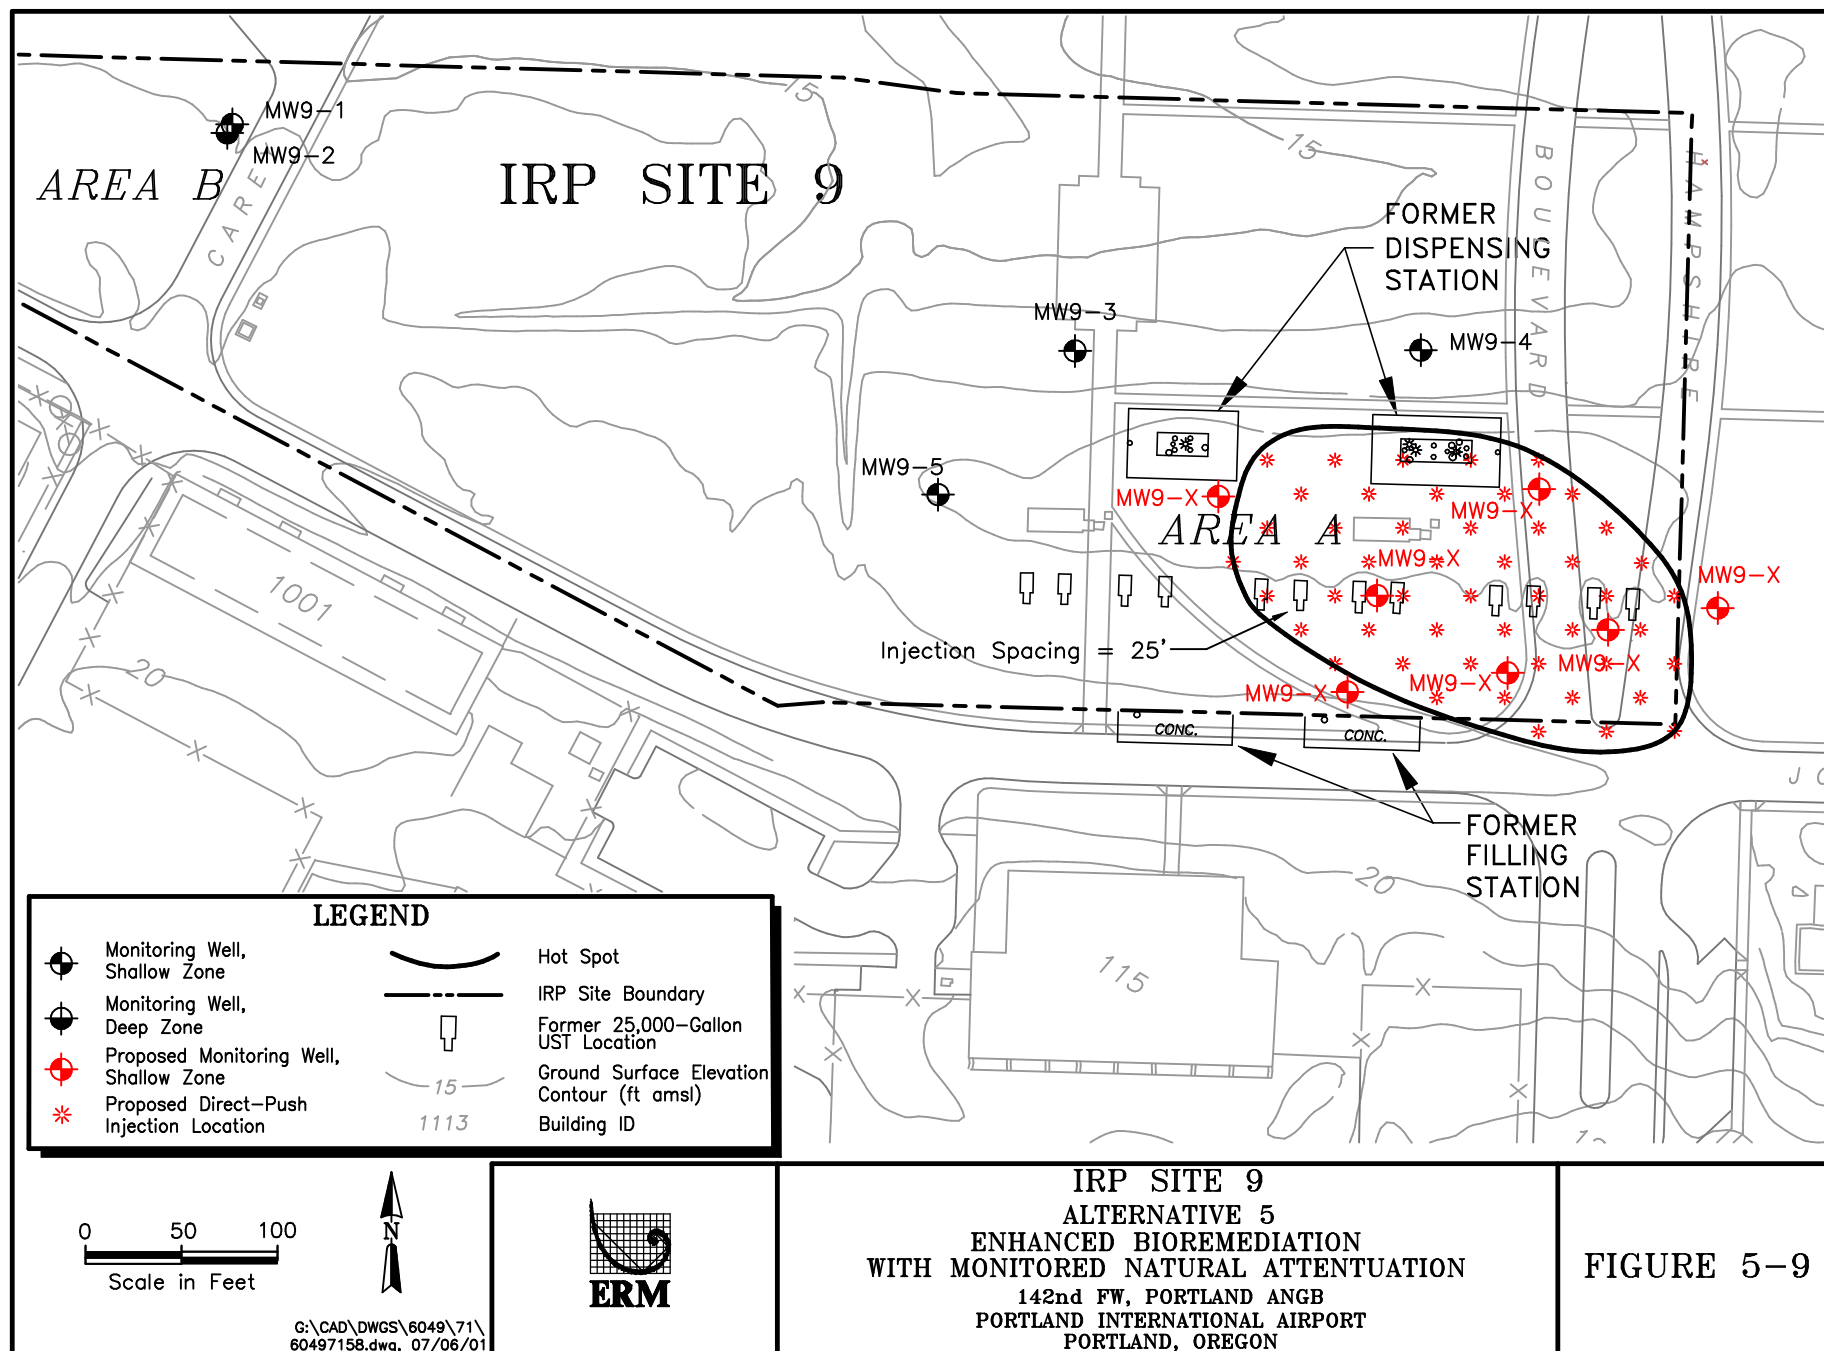 MW9-1
MW9-2
AREA B
CAREY
IRP SITE 9
15
15
BOULEVARD
HAMPSHIRE
FORMER
DISPENSING
STATION
MW9-3
MW9-4
MW9-5
MW9-X
MW9-X
AREA A
MW9-X
MW9-X
MW9-X
MW9-X
MW9-X
Injection Spacing = 25'
CONC.
CONC.
1001
20
FORMER
FILLING
STATION
20
115
LEGEND
Monitoring Well,
Shallow Zone
Monitoring Well,
Deep Zone
Proposed Monitoring Well,
Shallow Zone
Proposed Direct-Push
Injection Location
Hot Spot
IRP Site Boundary
Former 25,000-Gallon
UST Location
15
Ground Surface Elevation
Contour (ft amsl)
1113
Building ID
0 50 100
Scale in Feet
N
G:\CAD\DWGS\6049\71\
60497158.dwg, 07/06/01
ERM
IRP SITE 9
ALTERNATIVE 5
ENHANCED BIOREMEDIATION
WITH MONITORED NATURAL ATTENTUATION
142nd FW, PORTLAND ANGB
PORTLAND INTERNATIONAL AIRPORT
PORTLAND, OREGON
FIGURE 5-9